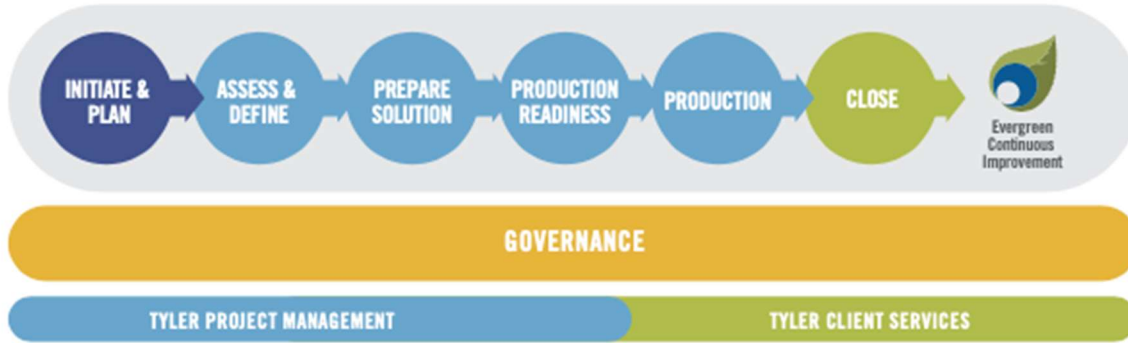 INITIATE &
PLAN
ASSESS &
DEFINE
PREPARE
SOLUTION
PRODUCTION
READINESS
PRODUCTION
CLOSE
Evergreen
Continuous
Improvement
GOVERNANCE
TYLER PROJECT MANAGEMENT
TYLER CLIENT SERVICES